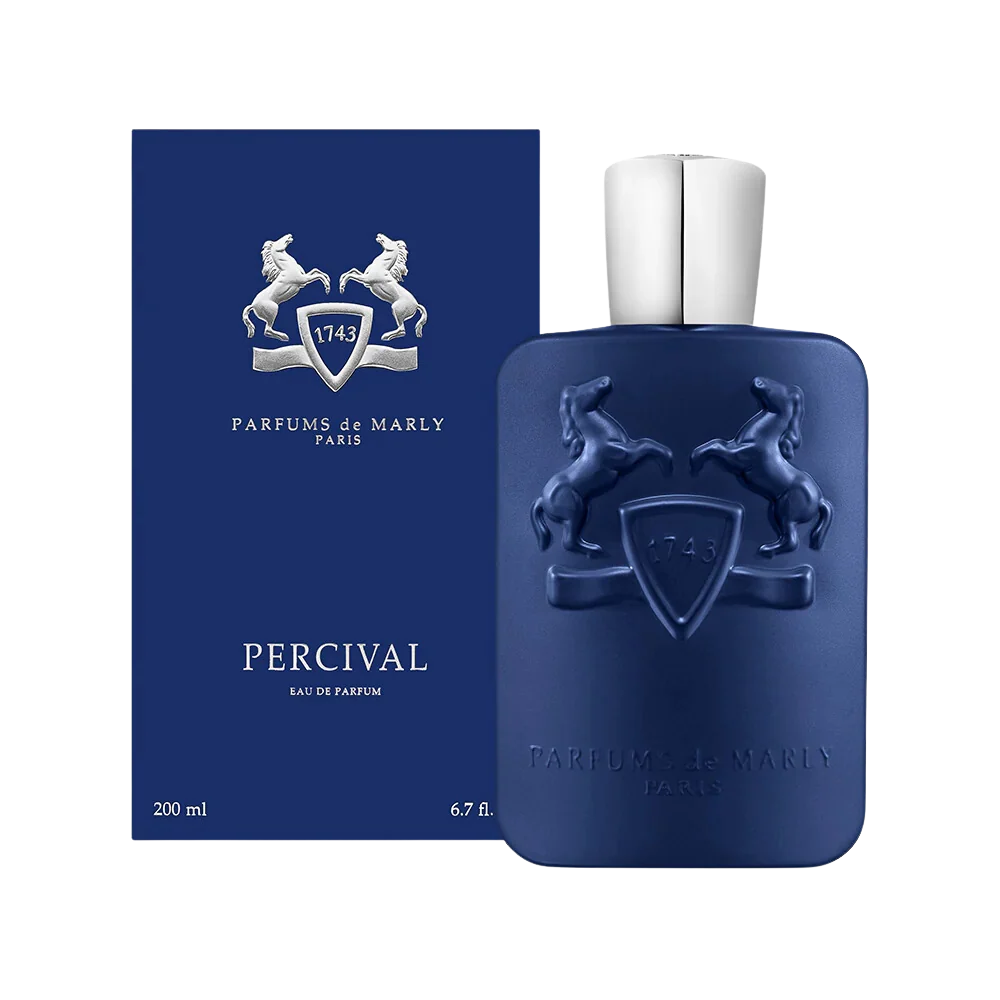 1743
PARFUMS de MARLY
PARIS
PERCIVAL
EAU DE PARFUM
200 ml
6.7 fl.
1743
PARFUMS de MARLY
PARIS